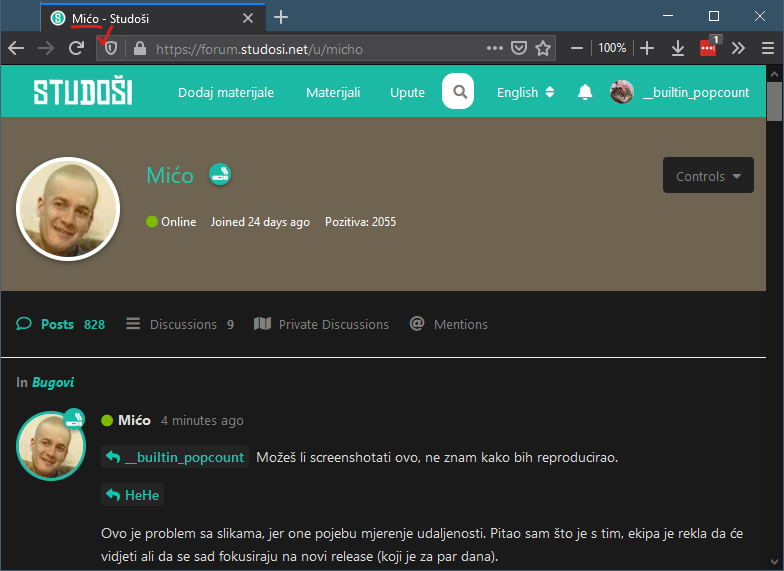 Mićo - Studoši
https://forum.studosi.net/u/micho
100%
1
STUDOŠI
Dodaj materijale
Materijali
Upute
English
__builtin_popcount
Mićo
Controls
Online
Joined 24 days ago
Pozitiva: 2055
Posts 828
Discussions 9
Private Discussions
Mentions
In Bugovi
Mićo 4 minutes ago
__builtin_popcount Možeš li screenshotati ovo, ne znam kako bih reproducirao.
HeHe
Ovo je problem sa slikama, jer one pojebu mjerenje udaljenosti. Pitao sam što je s tim, ekipa je rekla da će
vidjeti ali da se sad fokusiraju na novi release (koji je za par dana).